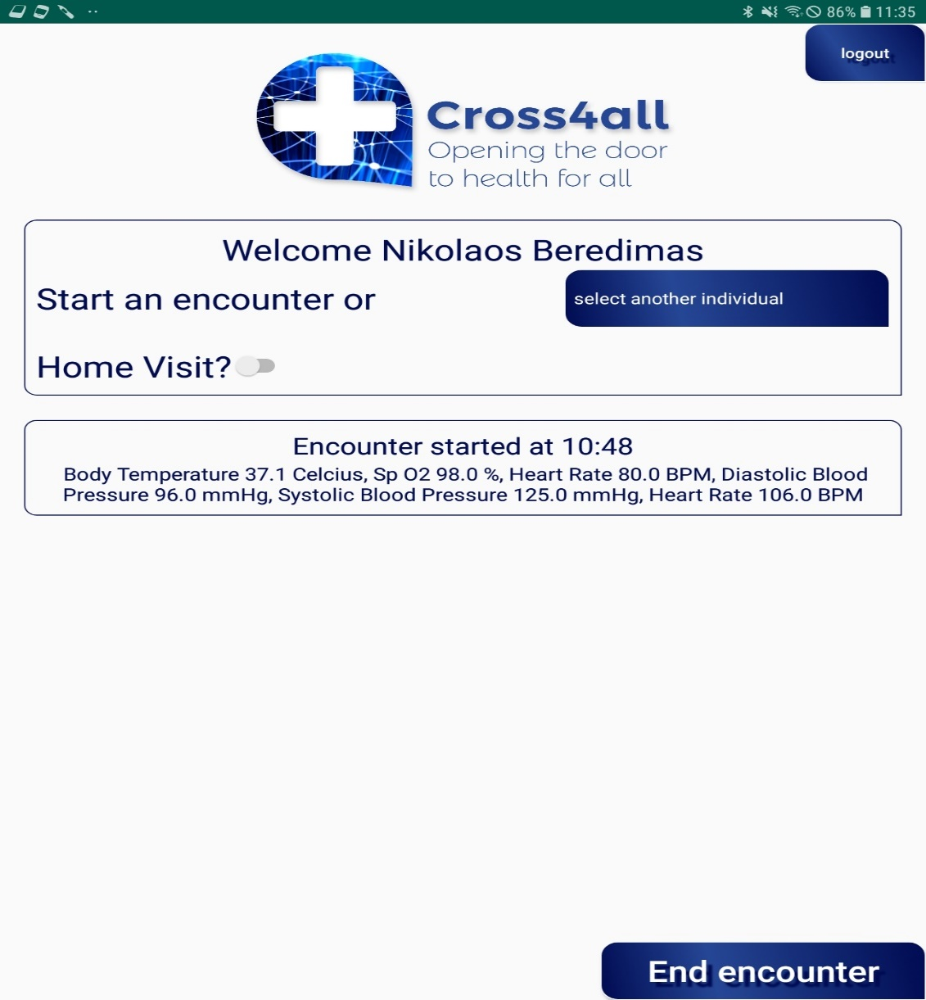 86% 11:35
logout
Cross4all
Opening the door
to health for all
Welcome Nikolaos Beredimas
Start an encounter or
select another individual
Home Visit?
Encounter started at 10:48
Body Temperature 37.1 Celcius, Sp O2 98.0 %, Heart Rate 80.0 BPM, Diastolic Blood
Pressure 96.0 mmHg, Systolic Blood Pressure 125.0 mmHg, Heart Rate 106.0 BPM
End encounter